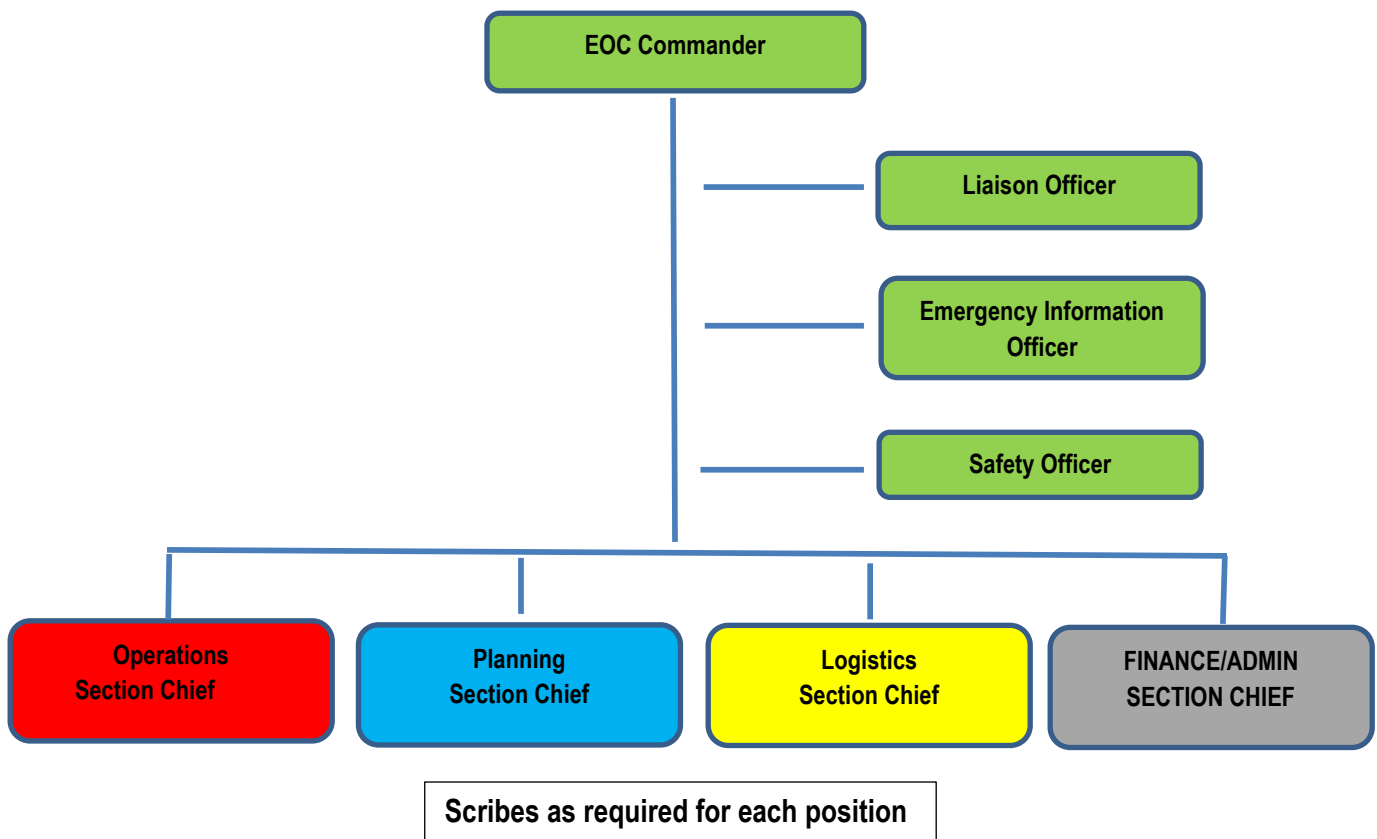 EOC Commander
Liaison Officer
Emergency Information
Officer
Safety Officer
Operations
Section Chief
Planning
Section Chief
Logistics
Section Chief
FINANCE/ADMIN
SECTION CHIEF
Scribes as required for each position